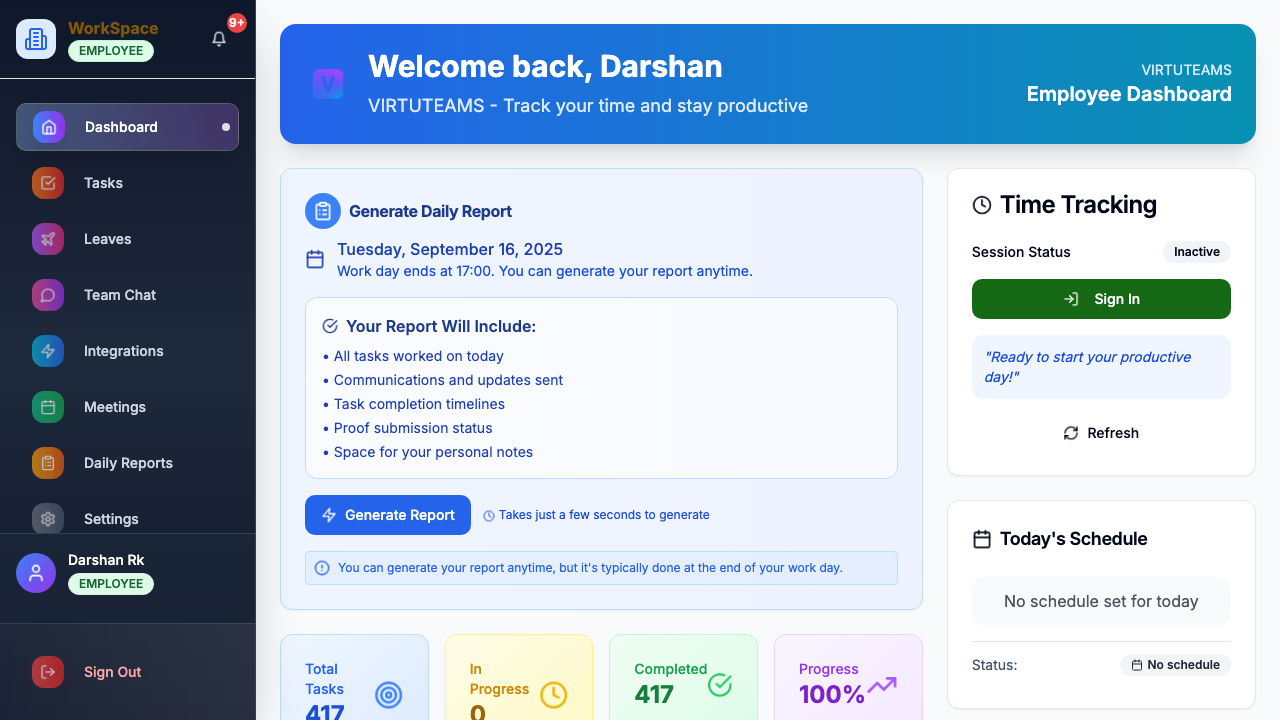 WorkSpace
EMPLOYEE
9+
Dashboard
Tasks
Leaves
Team Chat
Integrations
Meetings
Daily Reports
Settings
Darshan Rk
EMPLOYEE
Sign Out
V
Welcome back, Darshan
VIRTUTEAMS - Track your time and stay productive
VIRTUTEAMS
Employee Dashboard
Generate Daily Report
Tuesday, September 16, 2025
Work day ends at 17:00. You can generate your report anytime.
Your Report Will Include:
• All tasks worked on today
• Communications and updates sent
• Task completion timelines
• Proof submission status
• Space for your personal notes
Generate Report
Takes just a few seconds to generate
You can generate your report anytime, but it's typically done at the end of your work day.
Total
Tasks
417
In
Progress
0
Completed
417
Progress
100%
Time Tracking
Session Status
Inactive
Sign In
"Ready to start your productive
day!"
Refresh
Today's Schedule
No schedule set for today
Status:
No schedule